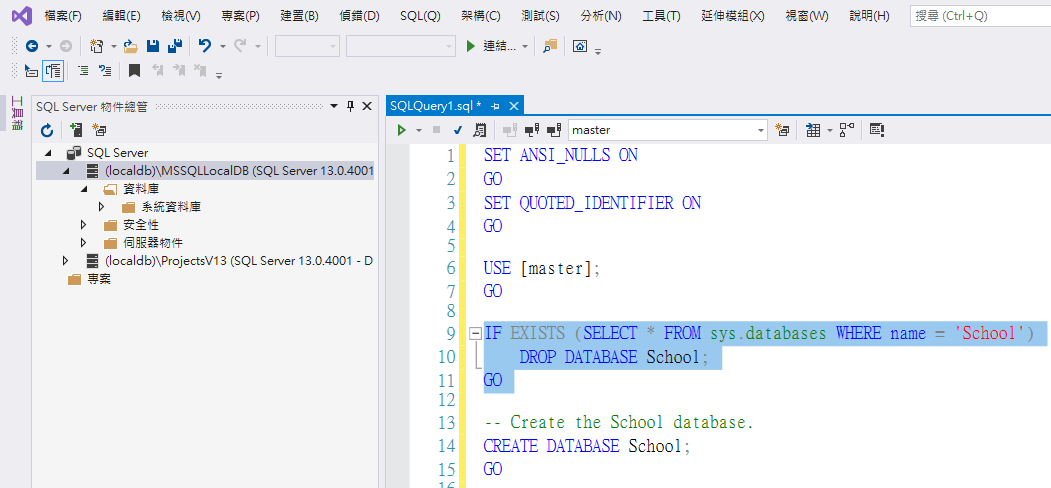 檔案(F) 編輯(E) 檢視(V) 專案(P) 建置(B) 偵錯(D) SQL(Q) 架構(C) 測試(S) 分析(N) 工具(T) 延伸模組(X) 視窗(W) 說明(H) 搜尋 (Ctrl+Q)
連結...
工具箱
SQL Server 物件總管
SQL Server
(localdb)\MSSQLLocalDB (SQL Server 13.0.4001
資料庫
系統資料庫
安全性
伺服器物件
(localdb)\ProjectsV13 (SQL Server 13.0.4001 - D
專案
SQLQuery1.sql *
master
1 SET ANSI_NULLS ON
2 GO
3 SET QUOTED_IDENTIFIER ON
4 GO
5
6 USE [master];
7 GO
8
9 IF EXISTS (SELECT * FROM sys.databases WHERE name = 'School')
10 DROP DATABASE School;
11 GO
12
13 -- Create the School database.
14 CREATE DATABASE School;
15 GO
16